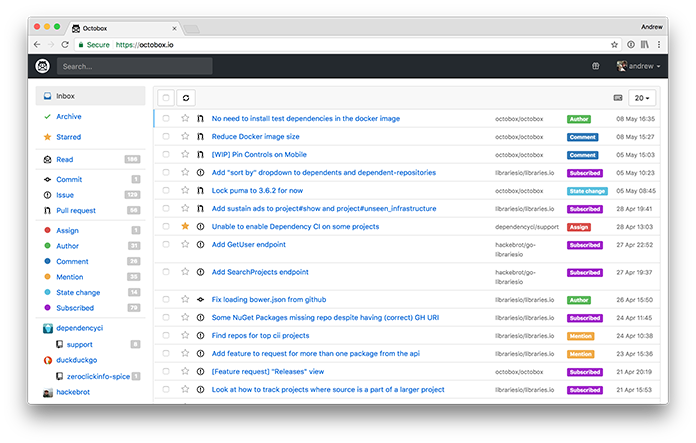 Andrew
Octobox
Secure https://octobox.io
Search...
andrew
Inbox
Archive
Starred
Read 186
Commit 1
Issue 129
Pull request 56
Assign 1
Author 31
Comment 26
Mention 35
State change 14
Subscribed 79
dependencyci
support 8
duckduckgo
zeroclickinfo-spice 1
hackebrot
20
No need to install test dependencies in the docker image octobox/octobox Author 08 May 16:35
Reduce Docker image size octobox/octobox Comment 08 May 15:27
[WIP] Pin Controls on Mobile octobox/octobox Comment 05 May 15:03
Add "sort by" dropdown to dependents and dependent-repositories librariesio/libraries.io Subscribed 05 May 10:23
Lock puma to 3.6.2 for now octobox/octobox State change 05 May 08:45
Add sustain ads to project#show and project#unseen_infrastructure librariesio/libraries.io Subscribed 28 Apr 19:41
Unable to enable Dependency CI on some projects dependencyci/support Assign 28 Apr 13:03
Add GetUser endpoint hackebrot/go-librariesio Subscribed 27 Apr 22:52
Add SearchProjects endpoint hackebrot/go-librariesio Subscribed 27 Apr 19:37
Fix loading bower.json from github librariesio/libraries.io Author 26 Apr 15:50
Some NuGet Packages missing repo despite having (correct) GH URI librariesio/libraries.io Subscribed 24 Apr 11:45
Find repos for top cii projects librariesio/libraries.io Mention 24 Apr 10:38
Add feature to request for more than one package from the api librariesio/libraries.io Mention 23 Apr 15:36
[Feature request] "Releases" view octobox/octobox Subscribed 21 Apr 20:19
Look at how to track projects where source is a part of a larger project librariesio/libraries.io Subscribed 21 Apr 15:53